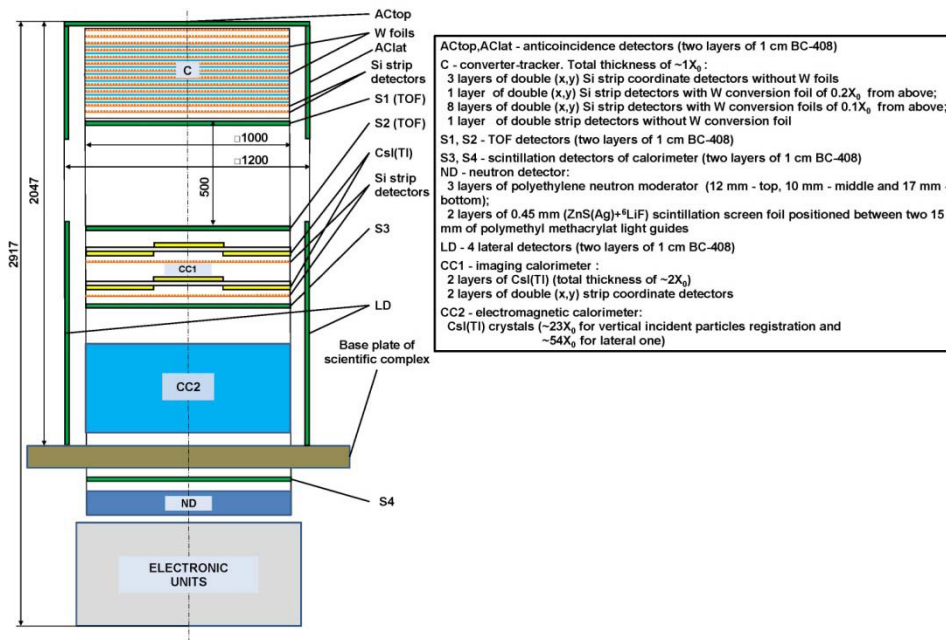 ACtop
W foils
AClat
Si strip
detectors
S1 (TOF)
S2 (TOF)
CsI(Tl)
Si strip
detectors
S3
LD
Base plate of
scientific complex
S4
C
□1000
□1200
500
2047
2917
CC1
CC2
ND
ELECTRONIC
UNITS
ACtop,AClat - anticoincidence detectors (two layers of 1 cm BC-408)
C - converter-tracker. Total thickness of ~1X₀ :
3 layers of double (x,y) Si strip coordinate detectors without W foils
1 layer of double (x,y) Si strip detectors with W conversion foil of 0.2X₀ from above;
8 layers of double (x,y) Si strip detectors with W conversion foils of 0.1X₀ from above;
1 layer of double strip detectors without W conversion foil
S1, S2 - TOF detectors (two layers of 1 cm BC-408)
S3, S4 - scintillation detectors of calorimeter (two layers of 1 cm BC-408)
ND - neutron detector:
3 layers of polyethylene neutron moderator (12 mm - top, 10 mm - middle and 17 mm -
bottom);
2 layers of 0.45 mm (ZnS(Ag)+⁶LiF) scintillation screen foil positioned between two 15
mm of polymethyl methacrylat light guides
LD - 4 lateral detectors (two layers of 1 cm BC-408)
CC1 - imaging calorimeter :
2 layers of CsI(Tl) (total thickness of ~2X₀)
2 layers of double (x,y) strip coordinate detectors
CC2 - electromagnetic calorimeter:
CsI(Tl) crystals (~23X₀ for vertical incident particles registration and
~54X₀ for lateral one)